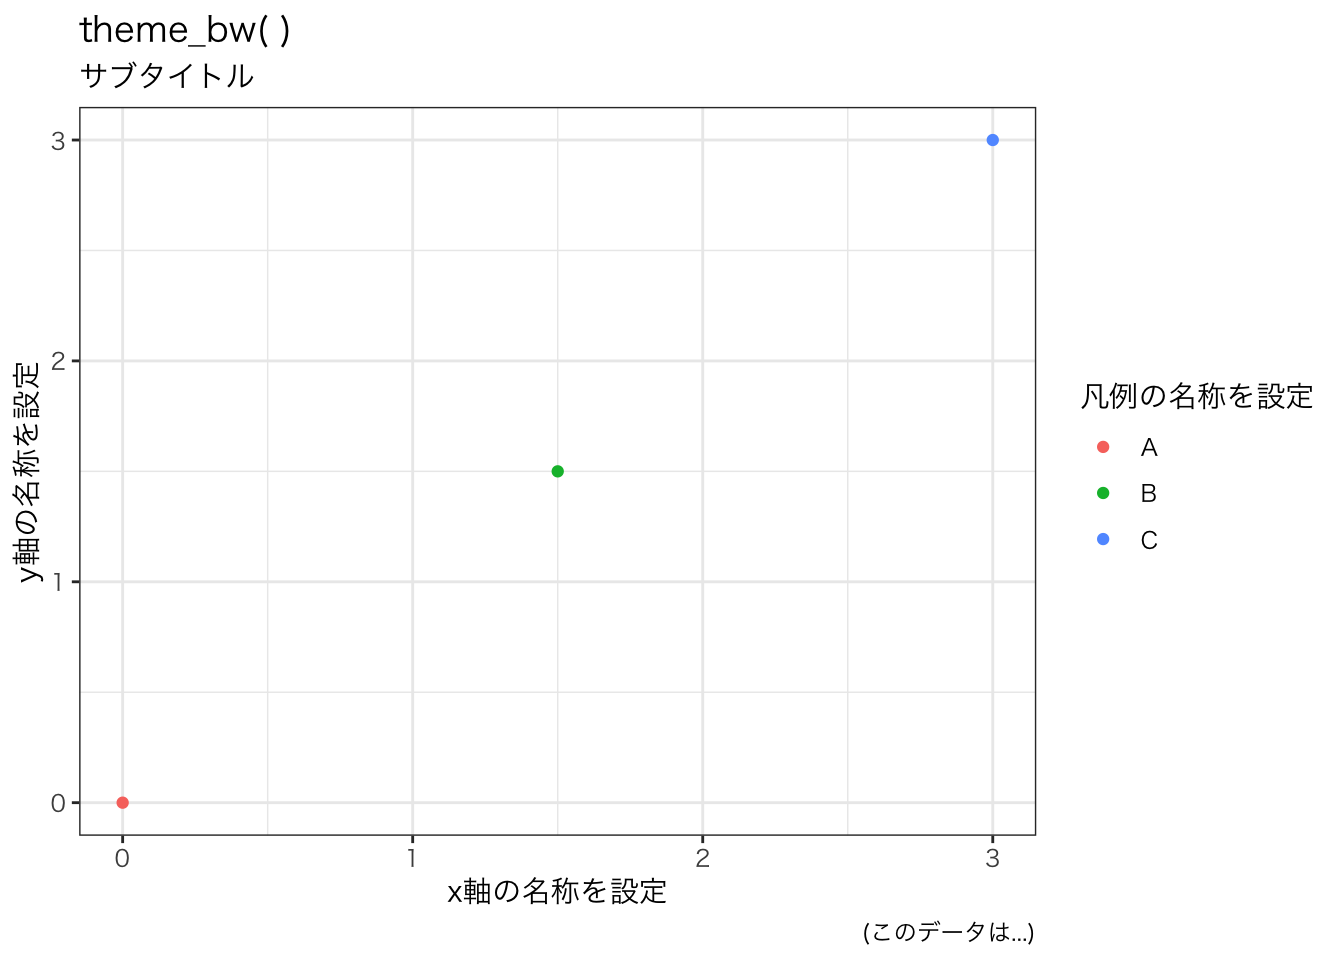 theme_bw( )
サブタイトル
y軸の名称を設定
3
2
1
0
0 1 2 3
x軸の名称を設定
(このデータは...)
凡例の名称を設定
A
B
C